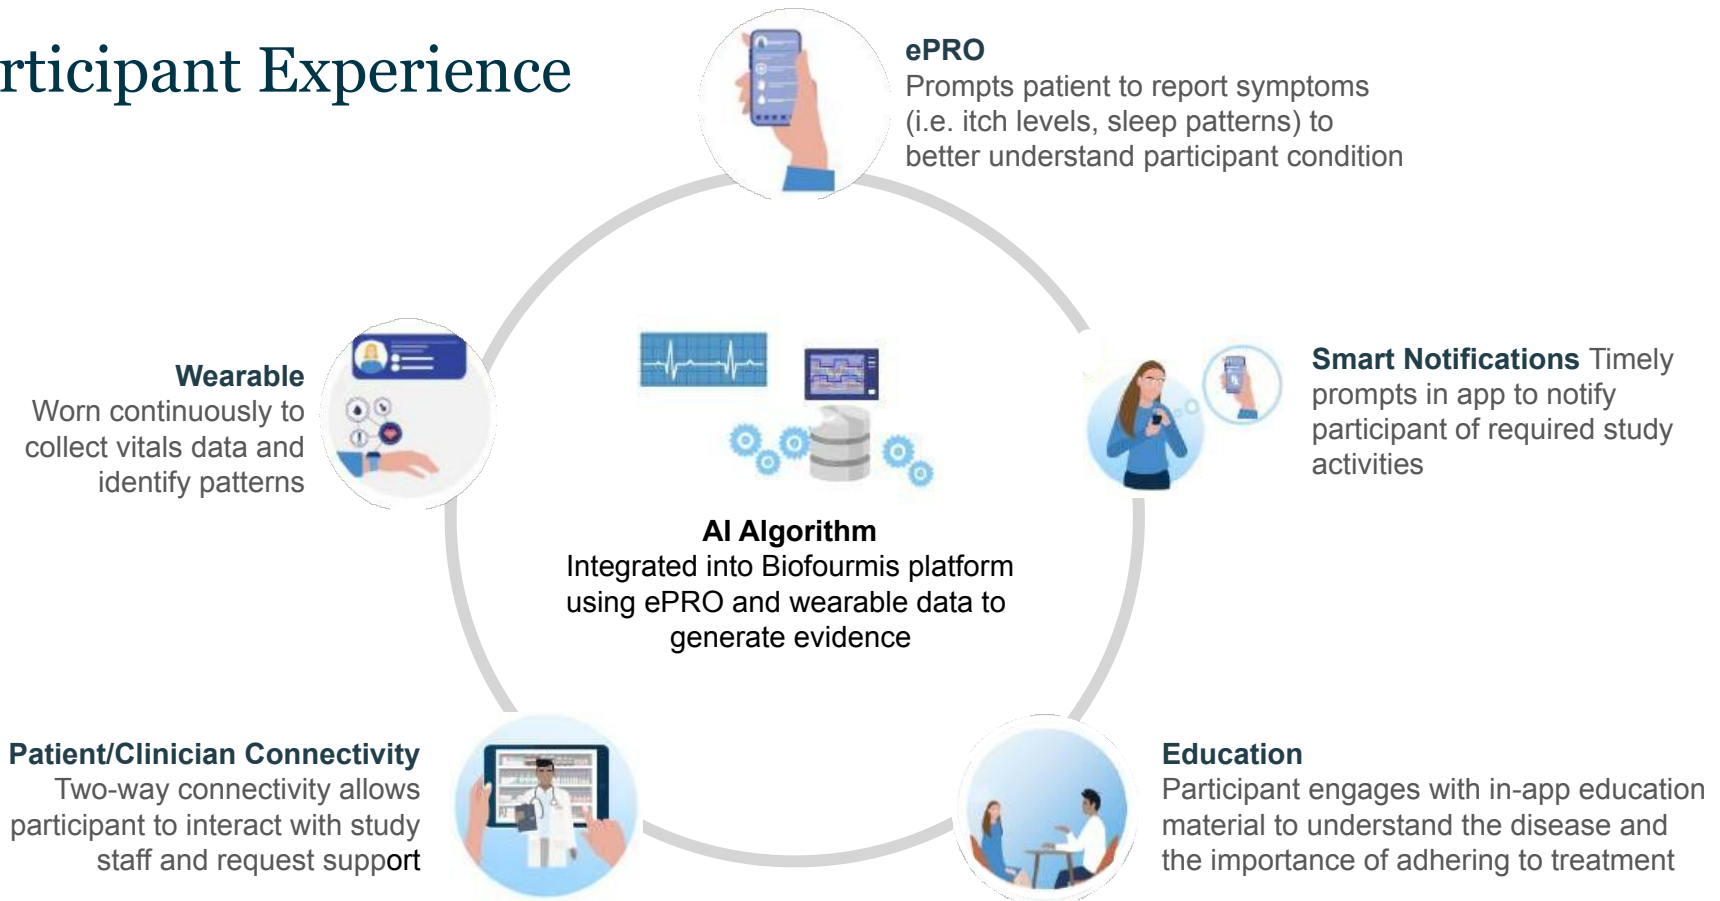 rticipant Experience
ePRO
Prompts patient to report symptoms
(i.e. itch levels, sleep patterns) to
better understand participant condition
Wearable
Worn continuously to
collect vitals data and
identify patterns
Smart Notifications Timely
prompts in app to notify
participant of required study
activities
AI Algorithm
Integrated into Biofourmis platform
using ePRO and wearable data to
generate evidence
Patient/Clinician Connectivity
Two-way connectivity allows
participant to interact with study
staff and request support
Education
Participant engages with in-app education
material to understand the disease and
the importance of adhering to treatment